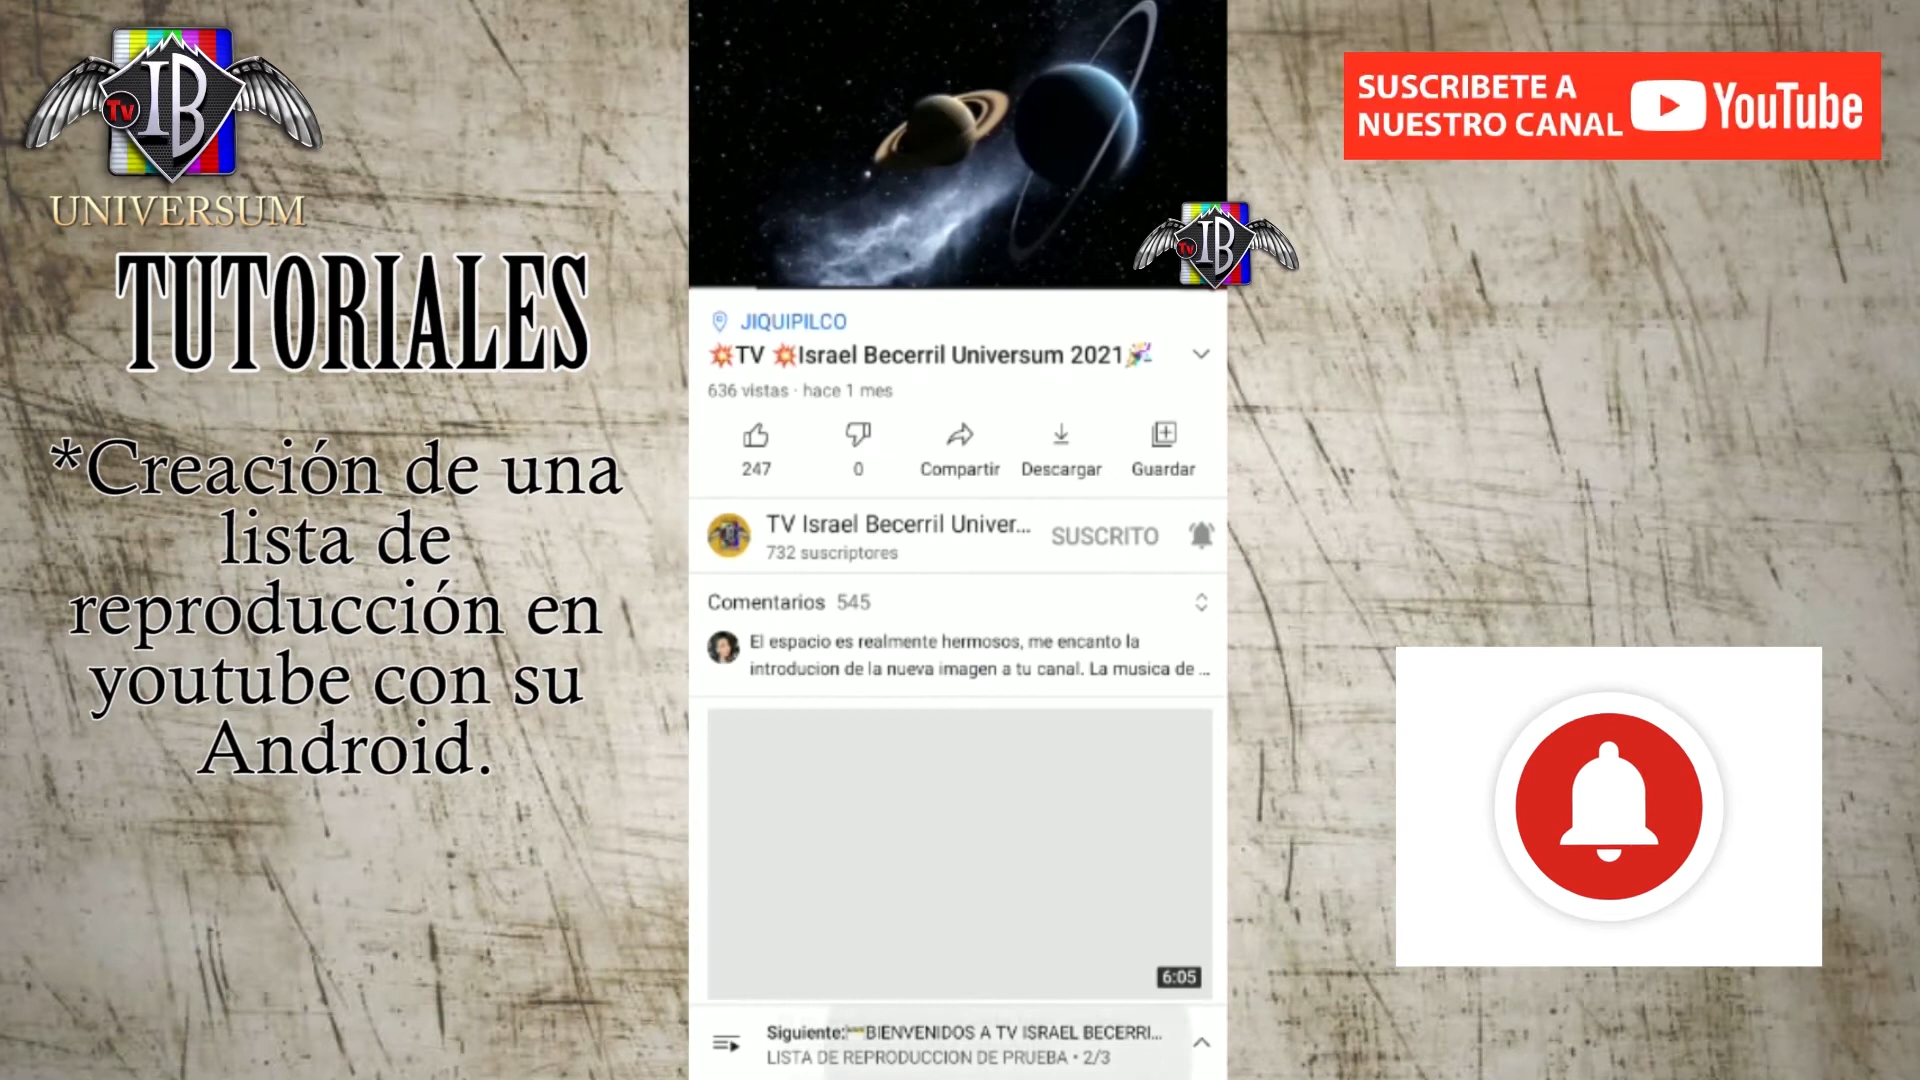 IB
Tv
UNIVERSUM
TUTORIALES
*Creación de una
lista de
reproducción en
youtube con su
Android.
IB
Tv
JIQUIPILCO
💥TV 💥Israel Becerril Universum 2021🎉
636 vistas · hace 1 mes
247
0
Compartir
Descargar
Guardar
TV Israel Becerril Univer...
SUSCRITO
732 suscriptores
Comentarios 545
El espacio es realmente hermosos, me encanto la
introducion de la nueva imagen a tu canal. La musica de ...
6:05
Siguiente: BIENVENIDOS A TV ISRAEL BECERRI...
LISTA DE REPRODUCCION DE PRUEBA • 2/3
SUSCRIBETE A
NUESTRO CANAL
YouTube